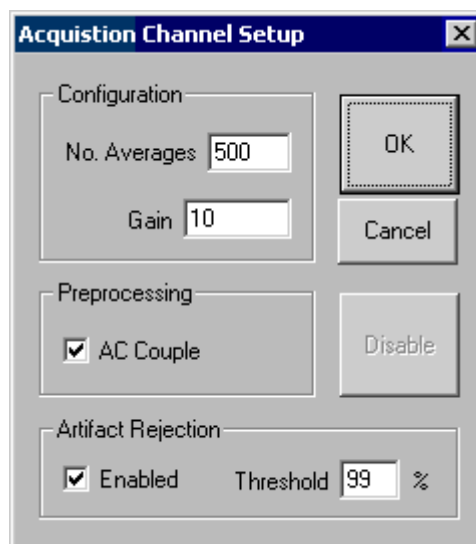 Acquistion Channel Setup
Configuration
No. Averages 500
Gain 10
OK
Cancel
Preprocessing
AC Couple
Disable
Artifact Rejection
Enabled Threshold 99 %